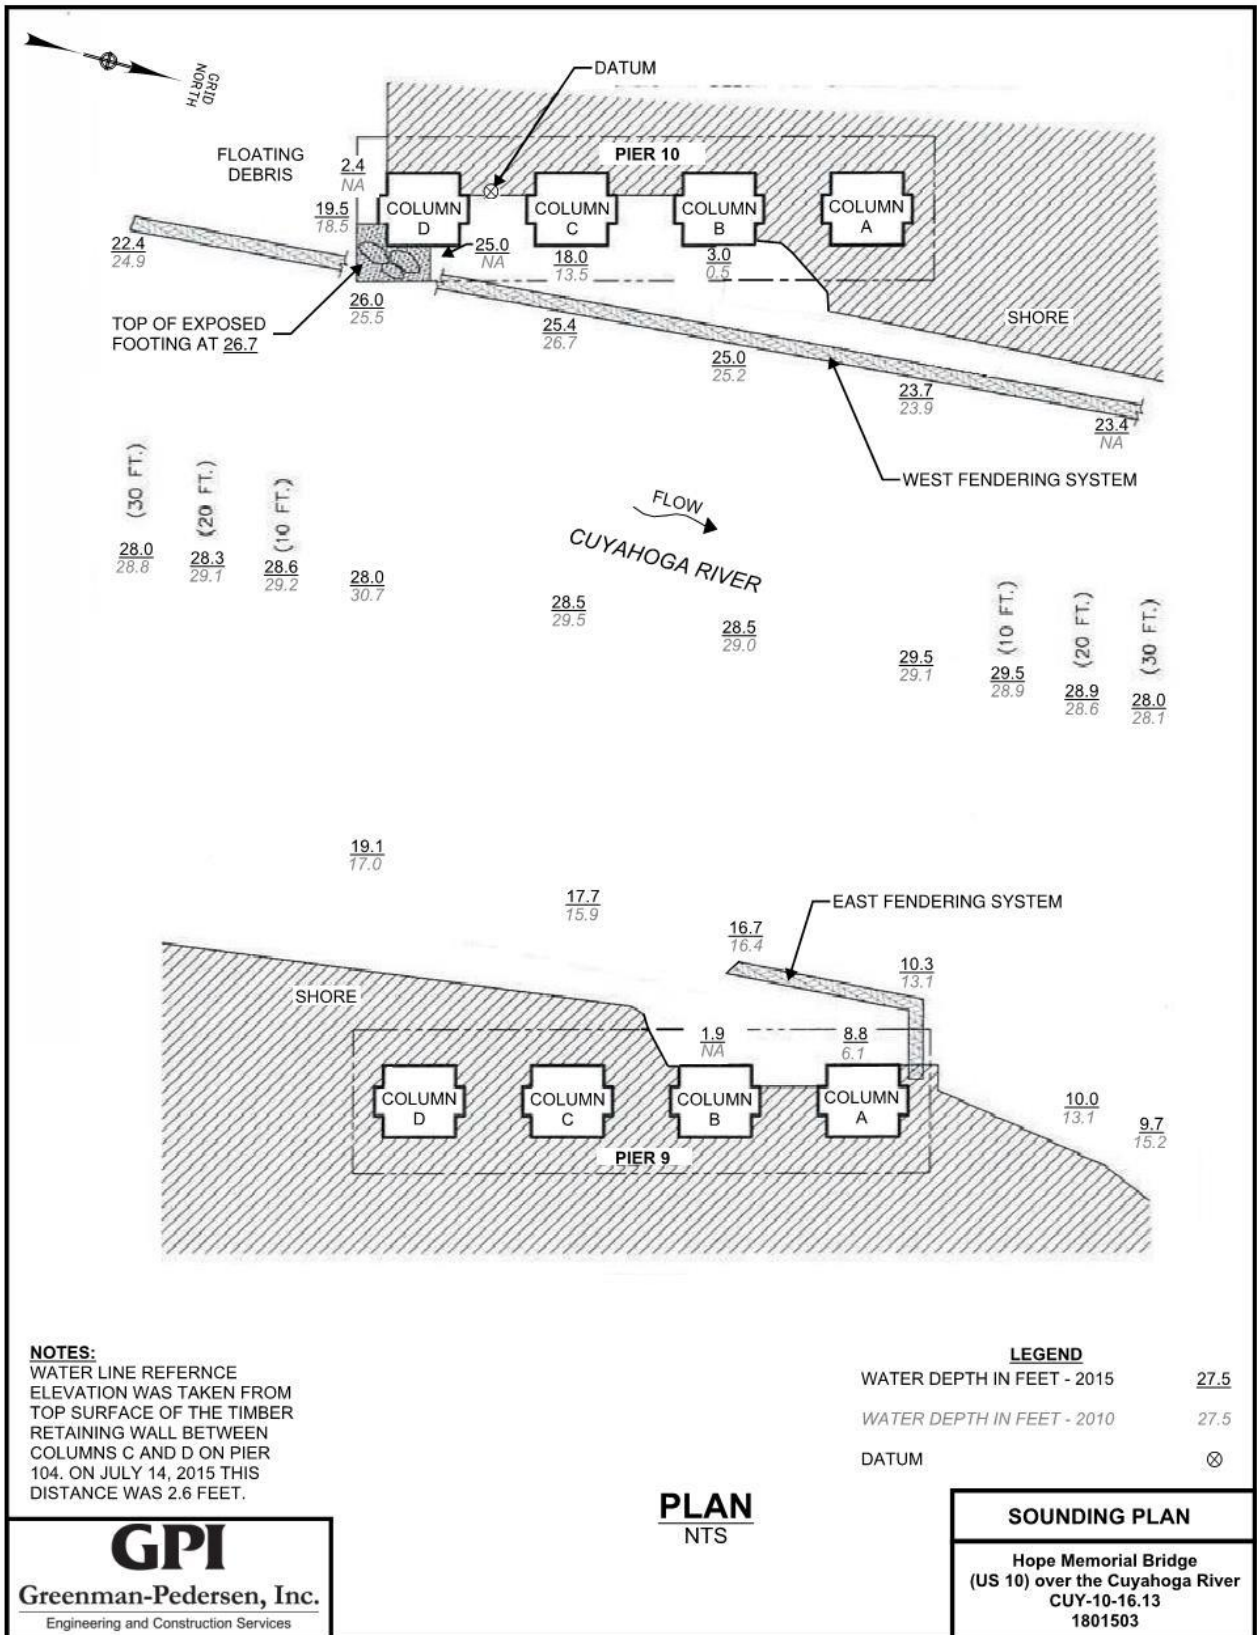 GRID
NORTH
DATUM
FLOATING
DEBRIS
2.4
NA
PIER 10
19.5
18.5
COLUMN
D
COLUMN
C
COLUMN
B
COLUMN
A
22.4
24.9
25.0
NA
18.0
13.5
3.0
0.5
26.0
25.5
TOP OF EXPOSED
FOOTING AT 26.7
SHORE
25.4
26.7
25.0
25.2
23.7
23.9
23.4
NA
WEST FENDERING SYSTEM
(30 FT.)
(20 FT.)
(10 FT.)
FLOW
CUYAHOGA RIVER
28.0
28.8
28.3
29.1
28.6
29.2
28.0
30.7
28.5
29.5
28.5
29.0
29.5
29.1
(10 FT.)
(20 FT.)
(30 FT.)
29.5
28.9
28.9
28.6
28.0
28.1
19.1
17.0
17.7
15.9
16.7
16.4
EAST FENDERING SYSTEM
10.3
13.1
SHORE
1.9
NA
8.8
6.1
COLUMN
D
COLUMN
C
COLUMN
B
COLUMN
A
10.0
13.1
9.7
15.2
PIER 9
NOTES:
WATER LINE REFERNCE
ELEVATION WAS TAKEN FROM
TOP SURFACE OF THE TIMBER
RETAINING WALL BETWEEN
COLUMNS C AND D ON PIER
104. ON JULY 14, 2015 THIS
DISTANCE WAS 2.6 FEET.
LEGEND
WATER DEPTH IN FEET - 2015 27.5
WATER DEPTH IN FEET - 2010 27.5
DATUM
PLAN
NTS
GPI
Greenman-Pedersen, Inc.
Engineering and Construction Services
SOUNDING PLAN
Hope Memorial Bridge
(US 10) over the Cuyahoga River
CUY-10-16.13
1801503